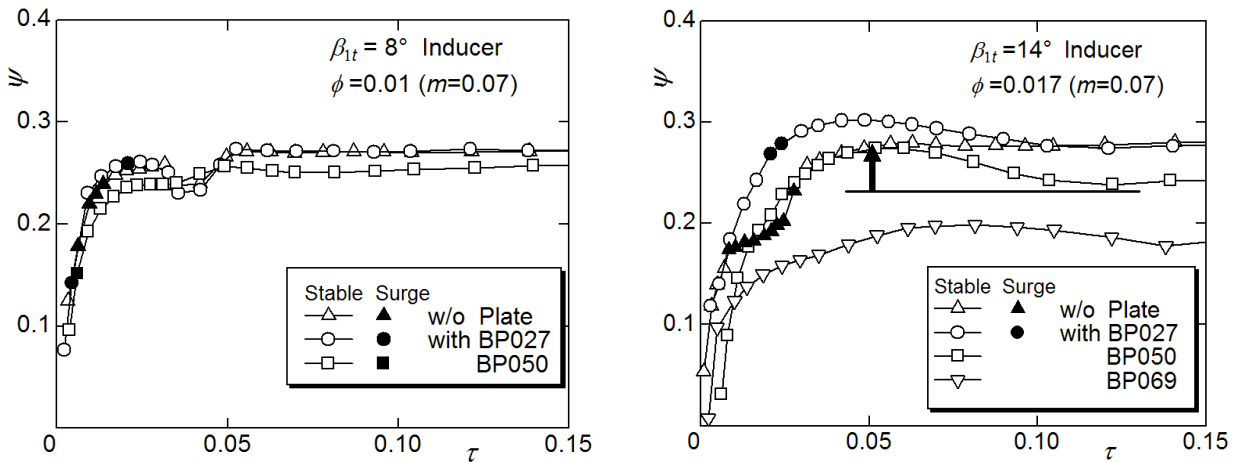 0.4
0.3
0.2
0.1
0
0.05
0.10
0.15
ψ
τ
β1t = 8° Inducer
ϕ =0.01 (m=0.07)
Stable Surge
w/o Plate
with BP027
BP050
0.4
0.3
0.2
0.1
0
0.05
0.10
0.15
ψ
τ
β1t = 14° Inducer
ϕ =0.017 (m=0.07)
Stable Surge
w/o Plate
with BP027
BP050
BP069